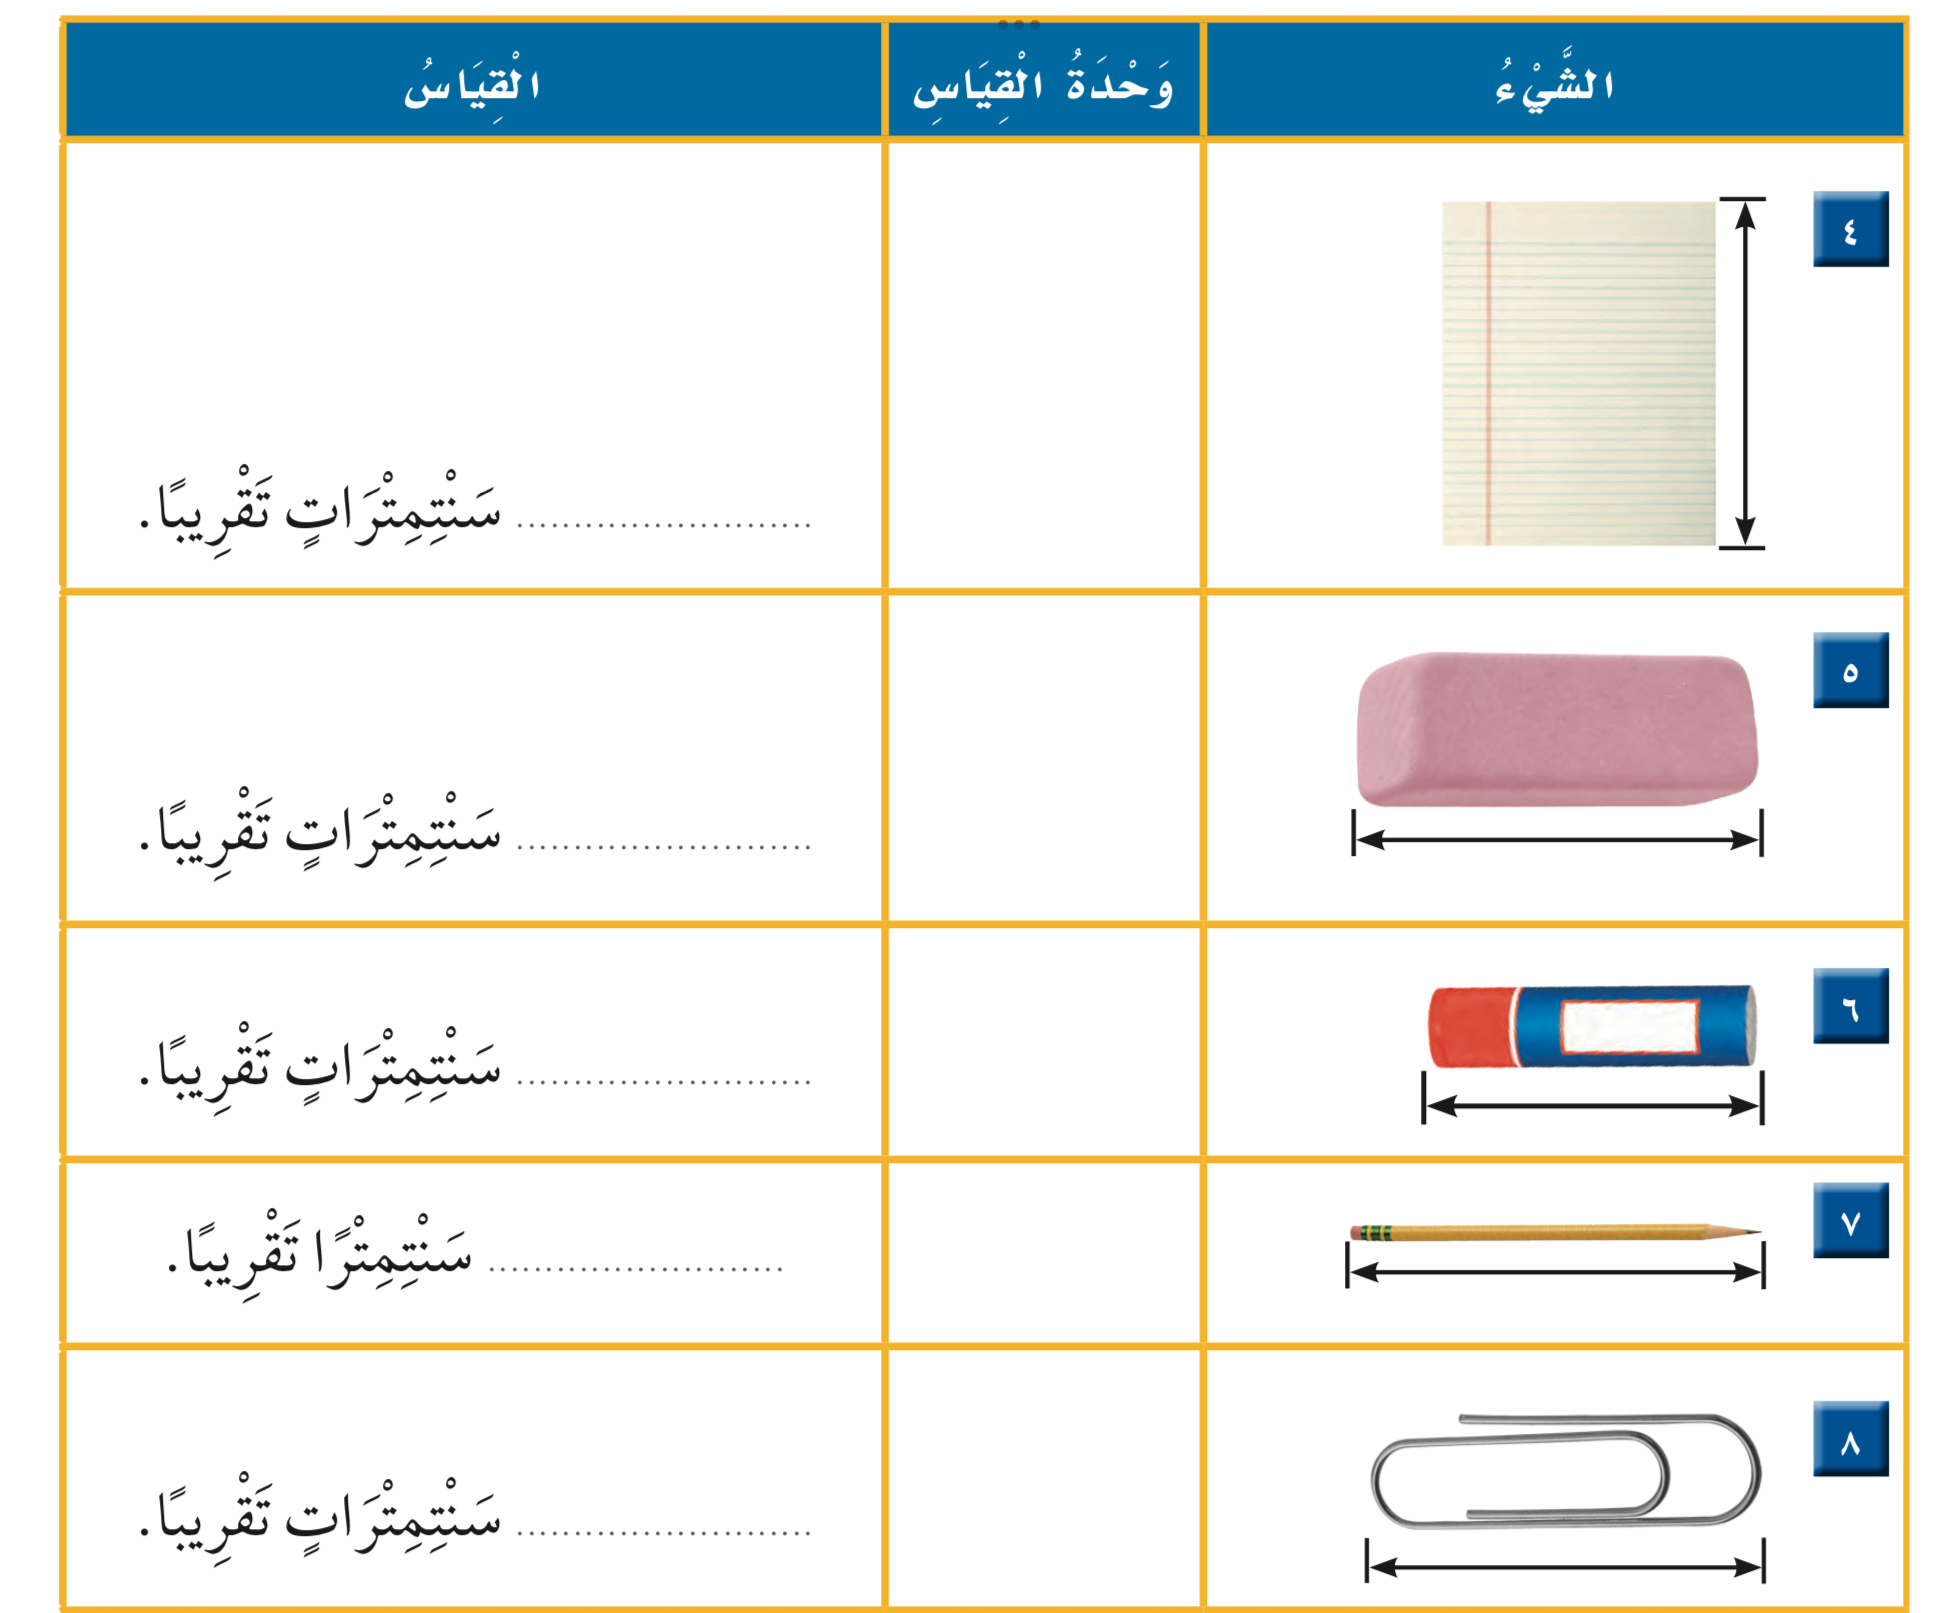 الشَّيْءُ وَحْدَةُ الْقِيَاسِ الْقِيَاسُ
٤
........................ سَنْتِمِتْرَاتٍ تَقْرِيبًا.
٥
........................ سَنْتِمِتْرَاتٍ تَقْرِيبًا.
٦
........................ سَنْتِمِتْرَاتٍ تَقْرِيبًا.
٧
........................ سَنْتِمِتْرًا تَقْرِيبًا.
٨
........................ سَنْتِمِتْرَاتٍ تَقْرِيبًا.